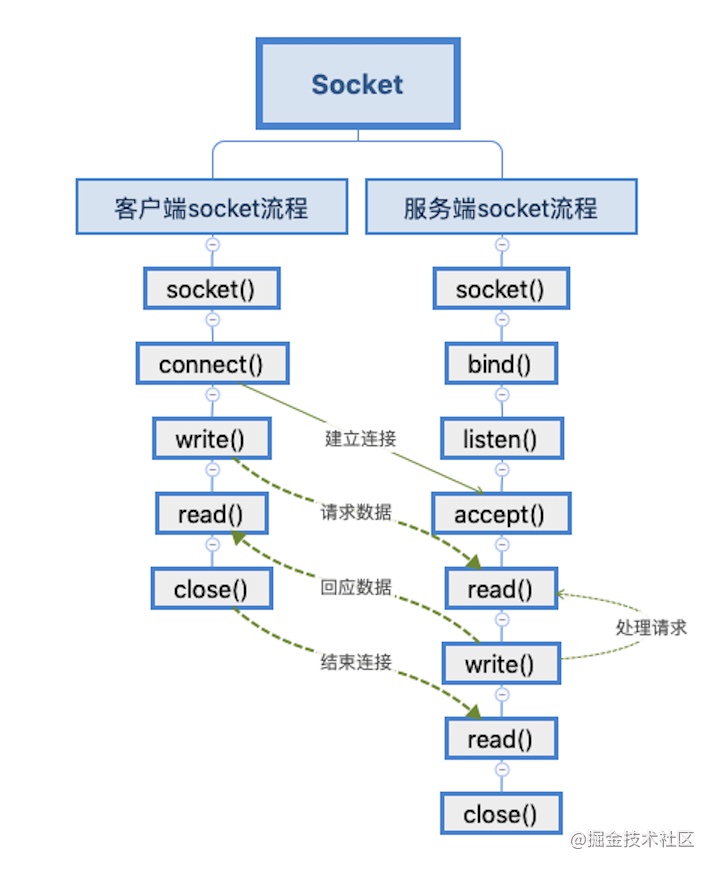 Socket
客户端socket流程
服务端socket流程
socket()
socket()
connect()
bind()
write()
建立连接
listen()
read()
请求数据
accept()
close()
回应数据
read()
处理请求
结束连接
write()
read()
close()
@掘金技术社区